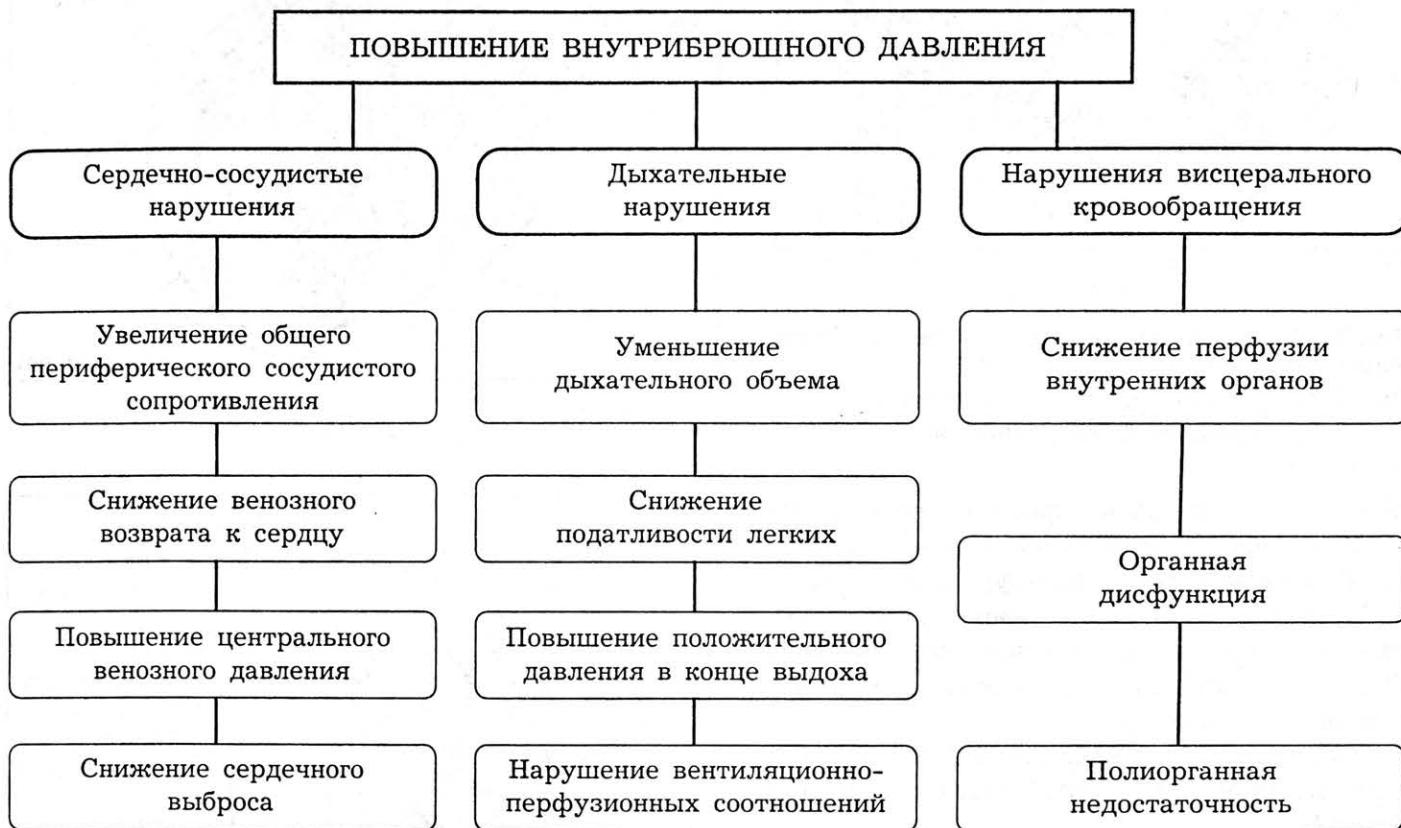 ПОВЫШЕНИЕ ВНУТРИБРЮШНОГО ДАВЛЕНИЯ
Сердечно-сосудистые
нарушения
Увеличение общего
периферического сосудистого
сопротивления
Снижение венозного
возврата к сердцу
Повышение центрального
венозного давления
Снижение сердечного
выброса
Дыхательные
нарушения
Уменьшение
дыхательного объема
Снижение
податливости легких
Повышение положительного
давления в конце выдоха
Нарушение вентиляционно-
перфузионных соотношений
Нарушения висцерального
кровообращения
Снижение перфузии
внутренних органов
Органная
дисфункция
Полиорганная
недостаточность